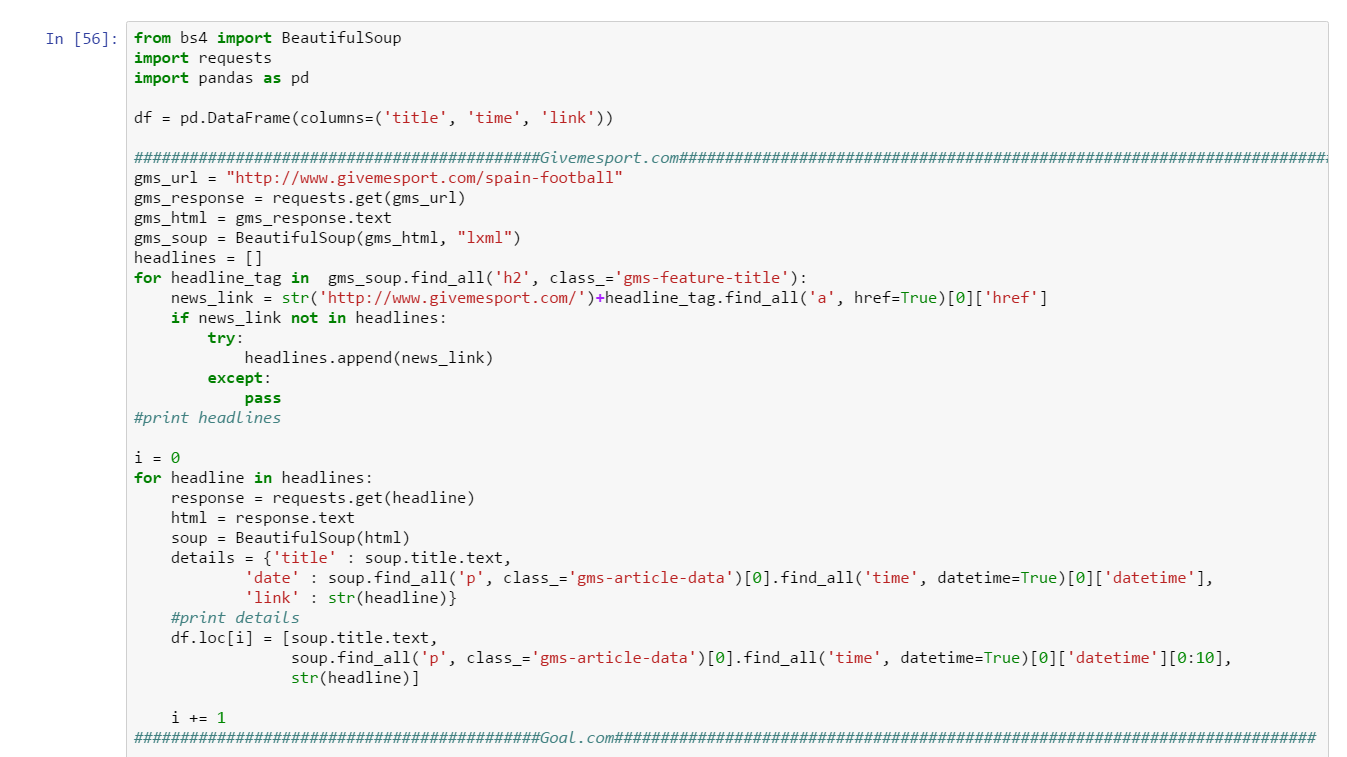 In [56]: from bs4 import BeautifulSoup
import requests
import pandas as pd
df = pd.DataFrame(columns=('title', 'time', 'link'))
############################################Givemesport.com######################################################################
gms_url = "http://www.givemesport.com/spain-football"
gms_response = requests.get(gms_url)
gms_html = gms_response.text
gms_soup = BeautifulSoup(gms_html, "lxml")
headlines = []
for headline_tag in  gms_soup.find_all('h2', class_='gms-feature-title'):
    news_link = str('http://www.givemesport.com/')+headline_tag.find_all('a', href=True)[0]['href']
    if news_link not in headlines:
        try:
            headlines.append(news_link)
        except:
            pass
#print headlines
i = 0
for headline in headlines:
    response = requests.get(headline)
    html = response.text
    soup = BeautifulSoup(html)
    details = {'title' : soup.title.text,
            'date' : soup.find_all('p', class_='gms-article-data')[0].find_all('time', datetime=True)[0]['datetime'],
            'link' : str(headline)}
    #print details
    df.loc[i] = [soup.title.text,
                 soup.find_all('p', class_='gms-article-data')[0].find_all('time', datetime=True)[0]['datetime'][0:10],
                 str(headline)]
    i += 1
############################################Goal.com############################################################################